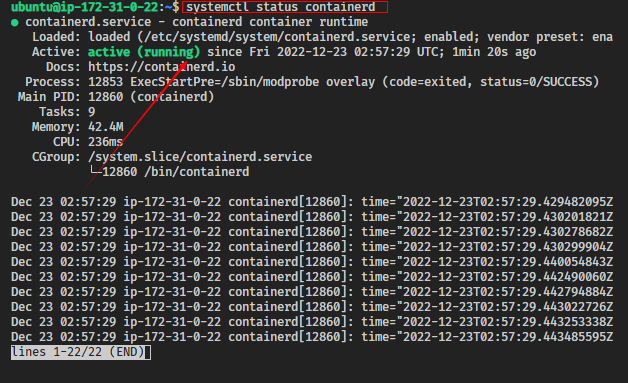 ubuntu@ip-172-31-0-22:~$ systemctl status containerd
● containerd.service - containerd container runtime
Loaded: loaded (/etc/systemd/system/containerd.service; enabled; vendor preset: ena
Active: active (running) since Fri 2022-12-23 02:57:29 UTC; 1min 20s ago
Docs: https://containerd.io
Process: 12853 ExecStartPre=/sbin/modprobe overlay (code=exited, status=0/SUCCESS)
Main PID: 12860 (containerd)
Tasks: 9
Memory: 42.4M
CPU: 236ms
CGroup: /system.slice/containerd.service
└─12860 /bin/containerd
Dec 23 02:57:29 ip-172-31-0-22 containerd[12860]: time="2022-12-23T02:57:29.429482095Z
Dec 23 02:57:29 ip-172-31-0-22 containerd[12860]: time="2022-12-23T02:57:29.430201821Z
Dec 23 02:57:29 ip-172-31-0-22 containerd[12860]: time="2022-12-23T02:57:29.430278682Z
Dec 23 02:57:29 ip-172-31-0-22 containerd[12860]: time="2022-12-23T02:57:29.430299904Z
Dec 23 02:57:29 ip-172-31-0-22 containerd[12860]: time="2022-12-23T02:57:29.440054843Z
Dec 23 02:57:29 ip-172-31-0-22 containerd[12860]: time="2022-12-23T02:57:29.442490060Z
Dec 23 02:57:29 ip-172-31-0-22 containerd[12860]: time="2022-12-23T02:57:29.442794884Z
Dec 23 02:57:29 ip-172-31-0-22 containerd[12860]: time="2022-12-23T02:57:29.443022726Z
Dec 23 02:57:29 ip-172-31-0-22 containerd[12860]: time="2022-12-23T02:57:29.443253338Z
Dec 23 02:57:29 ip-172-31-0-22 containerd[12860]: time="2022-12-23T02:57:29.443485595Z
lines 1-22/22 (END)